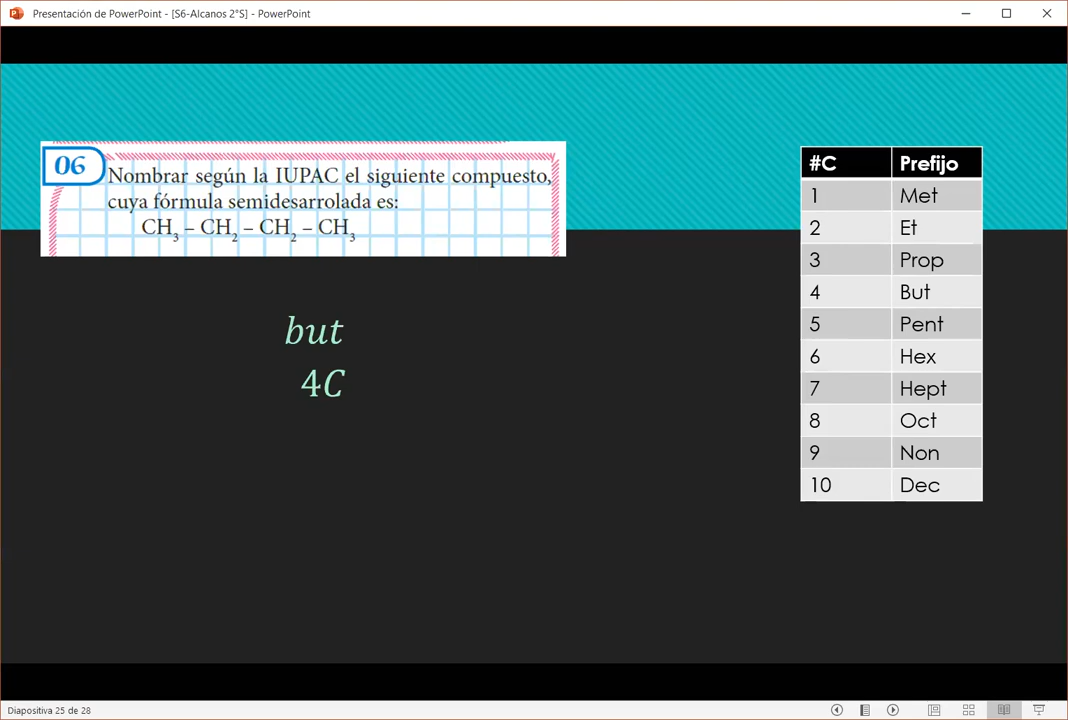 Presentación de PowerPoint - [S6-Alcanos 2°S] - PowerPoint
06
Nombrar según la IUPAC el siguiente compuesto,
cuya fórmula semidesarrolada es:
CH₃ – CH₂ – CH₂ – CH₃
but
4C
#C Prefijo
1 Met
2 Et
3 Prop
4 But
5 Pent
6 Hex
7 Hept
8 Oct
9 Non
10 Dec
Diapositiva 25 de 28